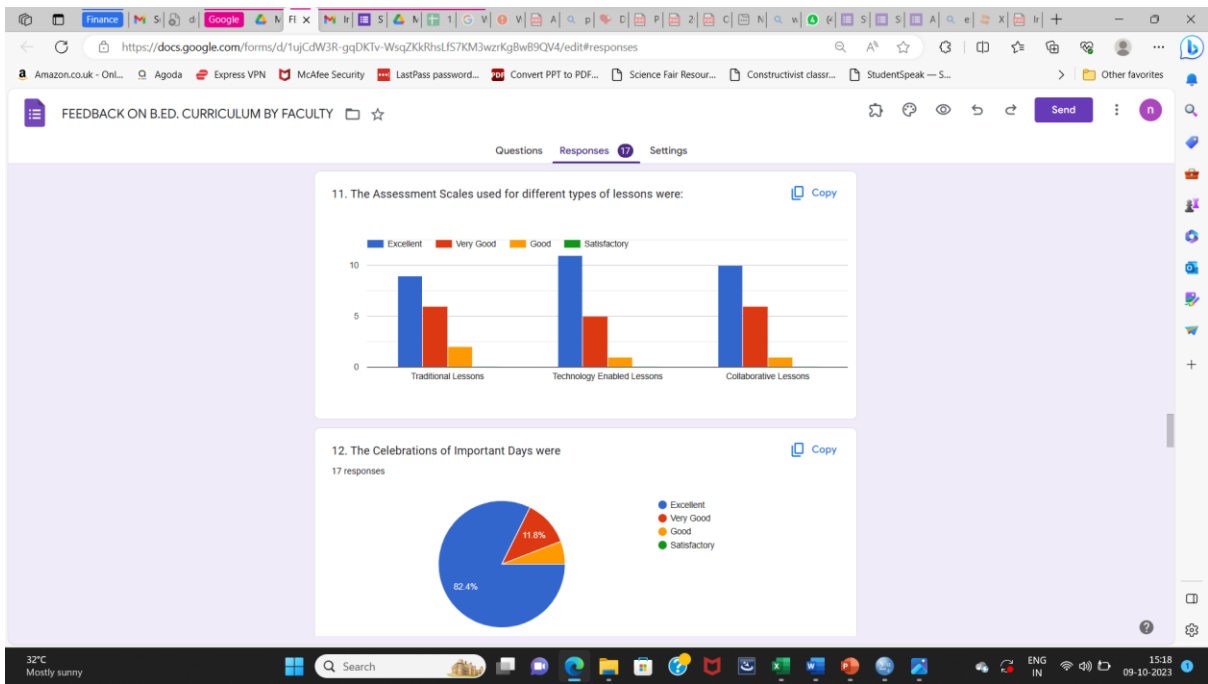 Finance
Google
https://docs.google.com/forms/d/1ujCdW3R-gqDKTv-WsqZKkRhsLfS7KM3wzrKgBwB9QV4/edit#responses
Amazon.co.uk - Onl... Agoda Express VPN McAfee Security LastPass password... Convert PPT to PDF... Science Fair Resour... Constructivist classr... StudentSpeak — S... Other favorites
FEEDBACK ON B.ED. CURRICULUM BY FACULTY
Send
n
Questions Responses 17 Settings
11. The Assessment Scales used for different types of lessons were:
Copy
Excellent Very Good Good Satisfactory
10
5
0
Traditional Lessons Technology Enabled Lessons Collaborative Lessons
12. The Celebrations of Important Days were
Copy
17 responses
Excellent
Very Good
Good
Satisfactory
11.8%
82.4%
32°C
Mostly sunny
Search
ENG
IN
15:18
09-10-2023
1